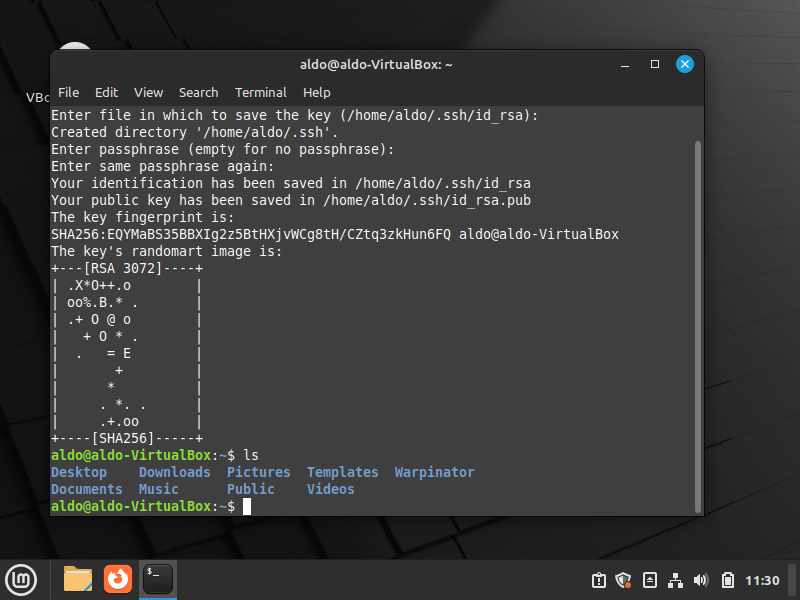 aldo@aldo-VirtualBox: ~
VBo
File Edit View Search Terminal Help
Enter file in which to save the key (/home/aldo/.ssh/id_rsa):
Created directory '/home/aldo/.ssh'.
Enter passphrase (empty for no passphrase):
Enter same passphrase again:
Your identification has been saved in /home/aldo/.ssh/id_rsa
Your public key has been saved in /home/aldo/.ssh/id_rsa.pub
The key fingerprint is:
SHA256:EQYMaBS35BBXIg2z5BtHXjvWCg8tH/CZtq3zkHun6FQ aldo@aldo-VirtualBox
The key's randomart image is:
+---[RSA 3072]----+
| .X*O++.o        |
| oo%.B.* .       |
| .+ O @ o        |
|   + O * .       |
|  .   = E        |
|       +         |
|      *          |
|     . *. .      |
|     .+.oo       |
+----[SHA256]-----+
aldo@aldo-VirtualBox:~$ ls
Desktop    Downloads  Pictures  Templates  Warpinator
Documents  Music      Public    Videos
aldo@aldo-VirtualBox:~$
$_
11:30